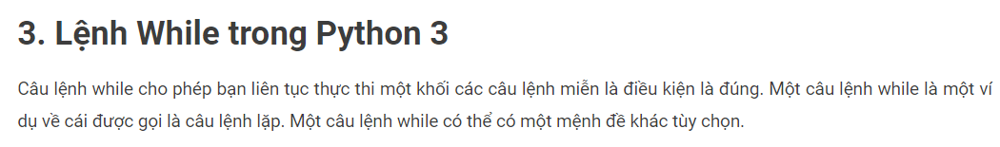 3. Lệnh While trong Python 3
Câu lệnh while cho phép bạn liên tục thực thi một khối các câu lệnh miễn là điều kiện là đúng. Một câu lệnh while là một ví
dụ về cái được gọi là câu lệnh lặp. Một câu lệnh while có thể có một mệnh đề khác tùy chọn.